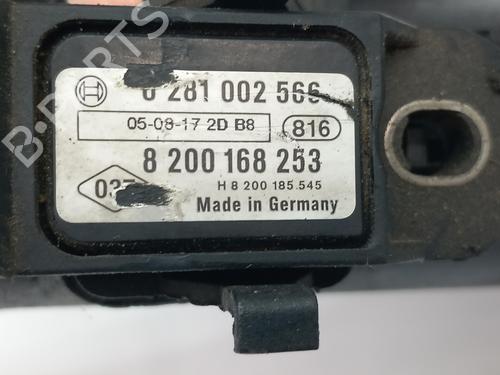 0 281 002 566
05-08-17 2D B8
816
8 200 168 253
037
H 8 200 185.545
Made in Germany
B-PARTS